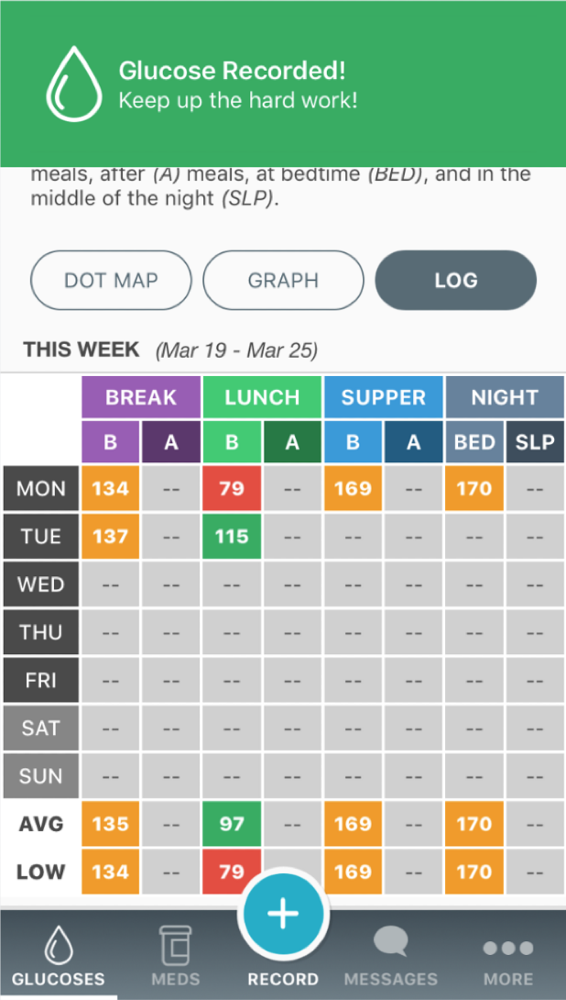 Glucose Recorded!
Keep up the hard work!
meals, after (A) meals, at bedtime (BED), and in the
middle of the night (SLP).
DOT MAP GRAPH LOG
THIS WEEK (Mar 19 - Mar 25)
BREAK LUNCH SUPPER NIGHT
B A B A B A BED SLP
MON 134 -- 79 -- 169 -- 170 --
TUE 137 -- 115 -- -- -- -- --
WED -- -- -- -- -- -- -- --
THU -- -- -- -- -- -- -- --
FRI -- -- -- -- -- -- -- --
SAT -- -- -- -- -- -- -- --
SUN -- -- -- -- -- -- -- --
AVG 135 -- 97 -- 169 -- 170 --
LOW 134 -- 79 169 -- 170 --
+
GLUCOSES MEDS RECORD MESSAGES MORE